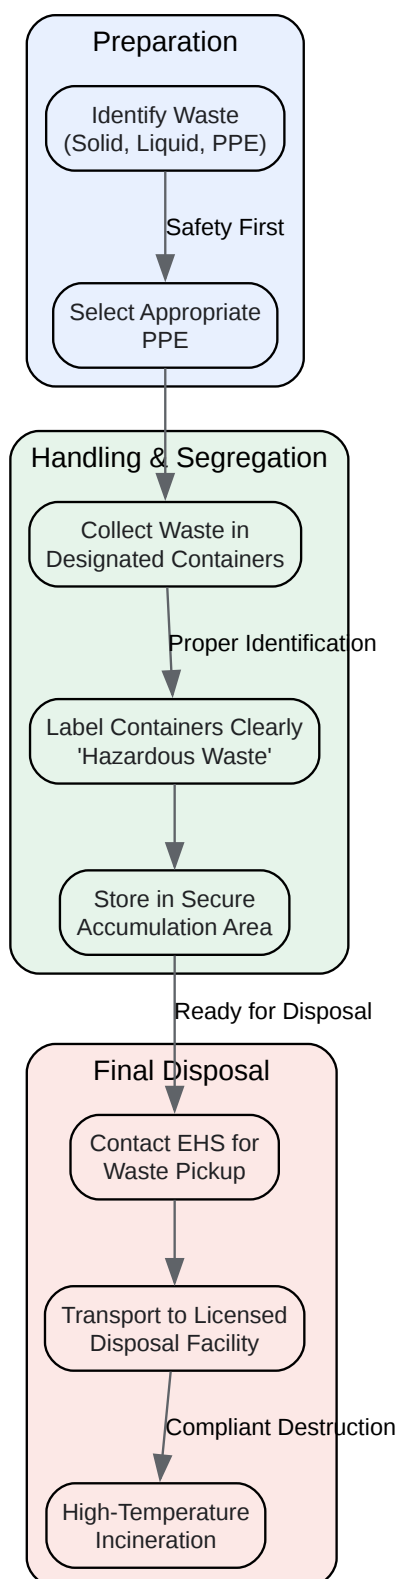 Preparation
Identify Waste
(Solid, Liquid, PPE)
Safety First
Select Appropriate
PPE
Handling & Segregation
Collect Waste in
Designated Containers
Proper Identification
Label Containers Clearly
'Hazardous Waste'
Store in Secure
Accumulation Area
Ready for Disposal
Final Disposal
Contact EHS for
Waste Pickup
Transport to Licensed
Disposal Facility
Compliant Destruction
High-Temperature
Incineration